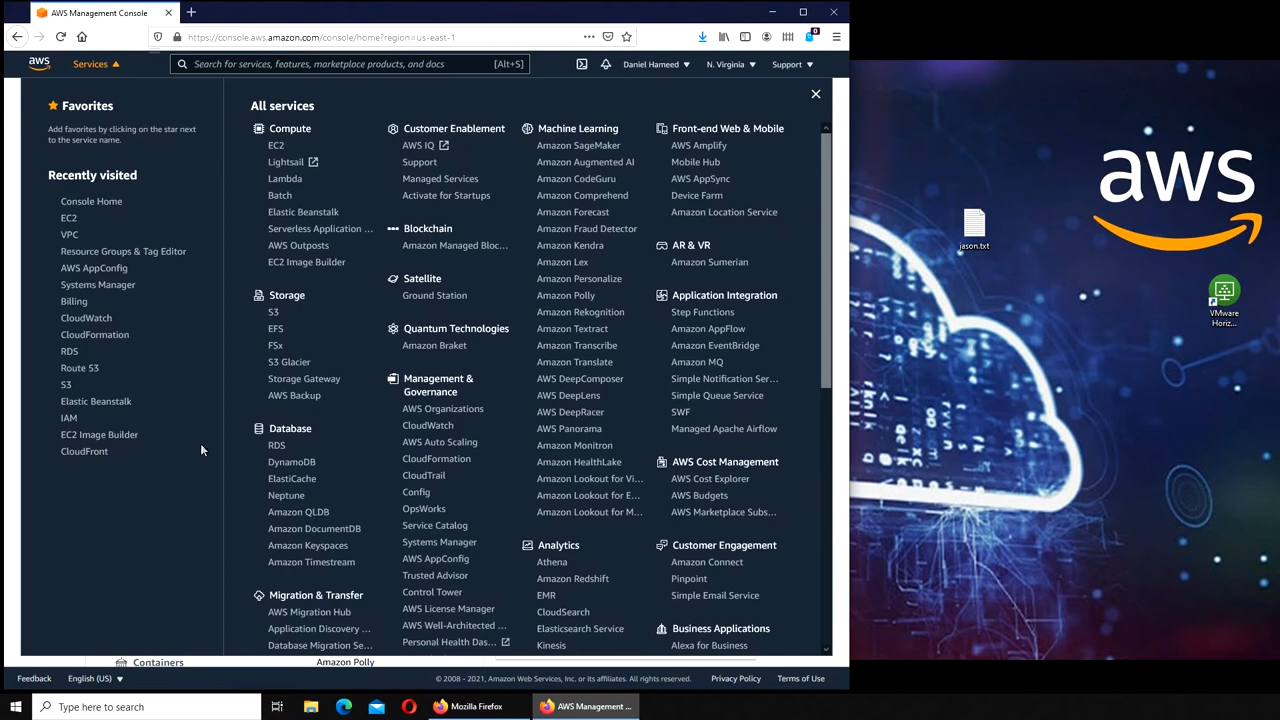 AWS Management Console
https://console.aws.amazon.com/console/home?region=us-east-1
0
aws
Services
Search for services, features, marketplace products, and docs
[Alt+S]
Daniel Hameed
N. Virginia
Support
Favorites
Add favorites by clicking on the star next
to the service name.
Recently visited
Console Home
EC2
VPC
Resource Groups & Tag Editor
AWS AppConfig
Systems Manager
Billing
CloudWatch
CloudFormation
RDS
Route 53
S3
Elastic Beanstalk
IAM
EC2 Image Builder
CloudFront
All services
Compute
EC2
Lightsail
Lambda
Batch
Elastic Beanstalk
Serverless Application ...
AWS Outposts
EC2 Image Builder
Storage
S3
EFS
FSx
S3 Glacier
Storage Gateway
AWS Backup
Database
RDS
DynamoDB
ElastiCache
Neptune
Amazon QLDB
Amazon DocumentDB
Amazon Keyspaces
Amazon Timestream
Migration & Transfer
AWS Migration Hub
Application Discovery ...
Database Migration Se...
Customer Enablement
AWS IQ
Support
Managed Services
Activate for Startups
Blockchain
Amazon Managed Bloc...
Satellite
Ground Station
Quantum Technologies
Amazon Braket
Management &
Governance
AWS Organizations
CloudWatch
AWS Auto Scaling
CloudFormation
CloudTrail
Config
OpsWorks
Service Catalog
Systems Manager
AWS AppConfig
Trusted Advisor
Control Tower
AWS License Manager
AWS Well-Architected ...
Personal Health Das...
Machine Learning
Amazon SageMaker
Amazon Augmented AI
Amazon CodeGuru
Amazon Comprehend
Amazon Forecast
Amazon Fraud Detector
Amazon Kendra
Amazon Lex
Amazon Personalize
Amazon Polly
Amazon Rekognition
Amazon Textract
Amazon Transcribe
Amazon Translate
AWS DeepComposer
AWS DeepLens
AWS DeepRacer
AWS Panorama
Amazon Monitron
Amazon HealthLake
Amazon Lookout for Vi...
Amazon Lookout for E...
Amazon Lookout for M...
Analytics
Athena
Amazon Redshift
EMR
CloudSearch
Elasticsearch Service
Kinesis
Front-end Web & Mobile
AWS Amplify
Mobile Hub
AWS AppSync
Device Farm
Amazon Location Service
AR & VR
Amazon Sumerian
Application Integration
Step Functions
Amazon AppFlow
Amazon EventBridge
Amazon MQ
Simple Notification Ser...
Simple Queue Service
SWF
Managed Apache Airflow
AWS Cost Management
AWS Cost Explorer
AWS Budgets
AWS Marketplace Subs...
Customer Engagement
Amazon Connect
Pinpoint
Simple Email Service
Business Applications
Alexa for Business
Containers
Amazon Polly
Feedback
English (US)
© 2008 - 2021, Amazon Web Services, Inc. or its affiliates. All rights reserved.
Privacy Policy
Terms of Use
aws
jason.txt
VMware
Horiz...
Type here to search
Mozilla Firefox
AWS Management ...